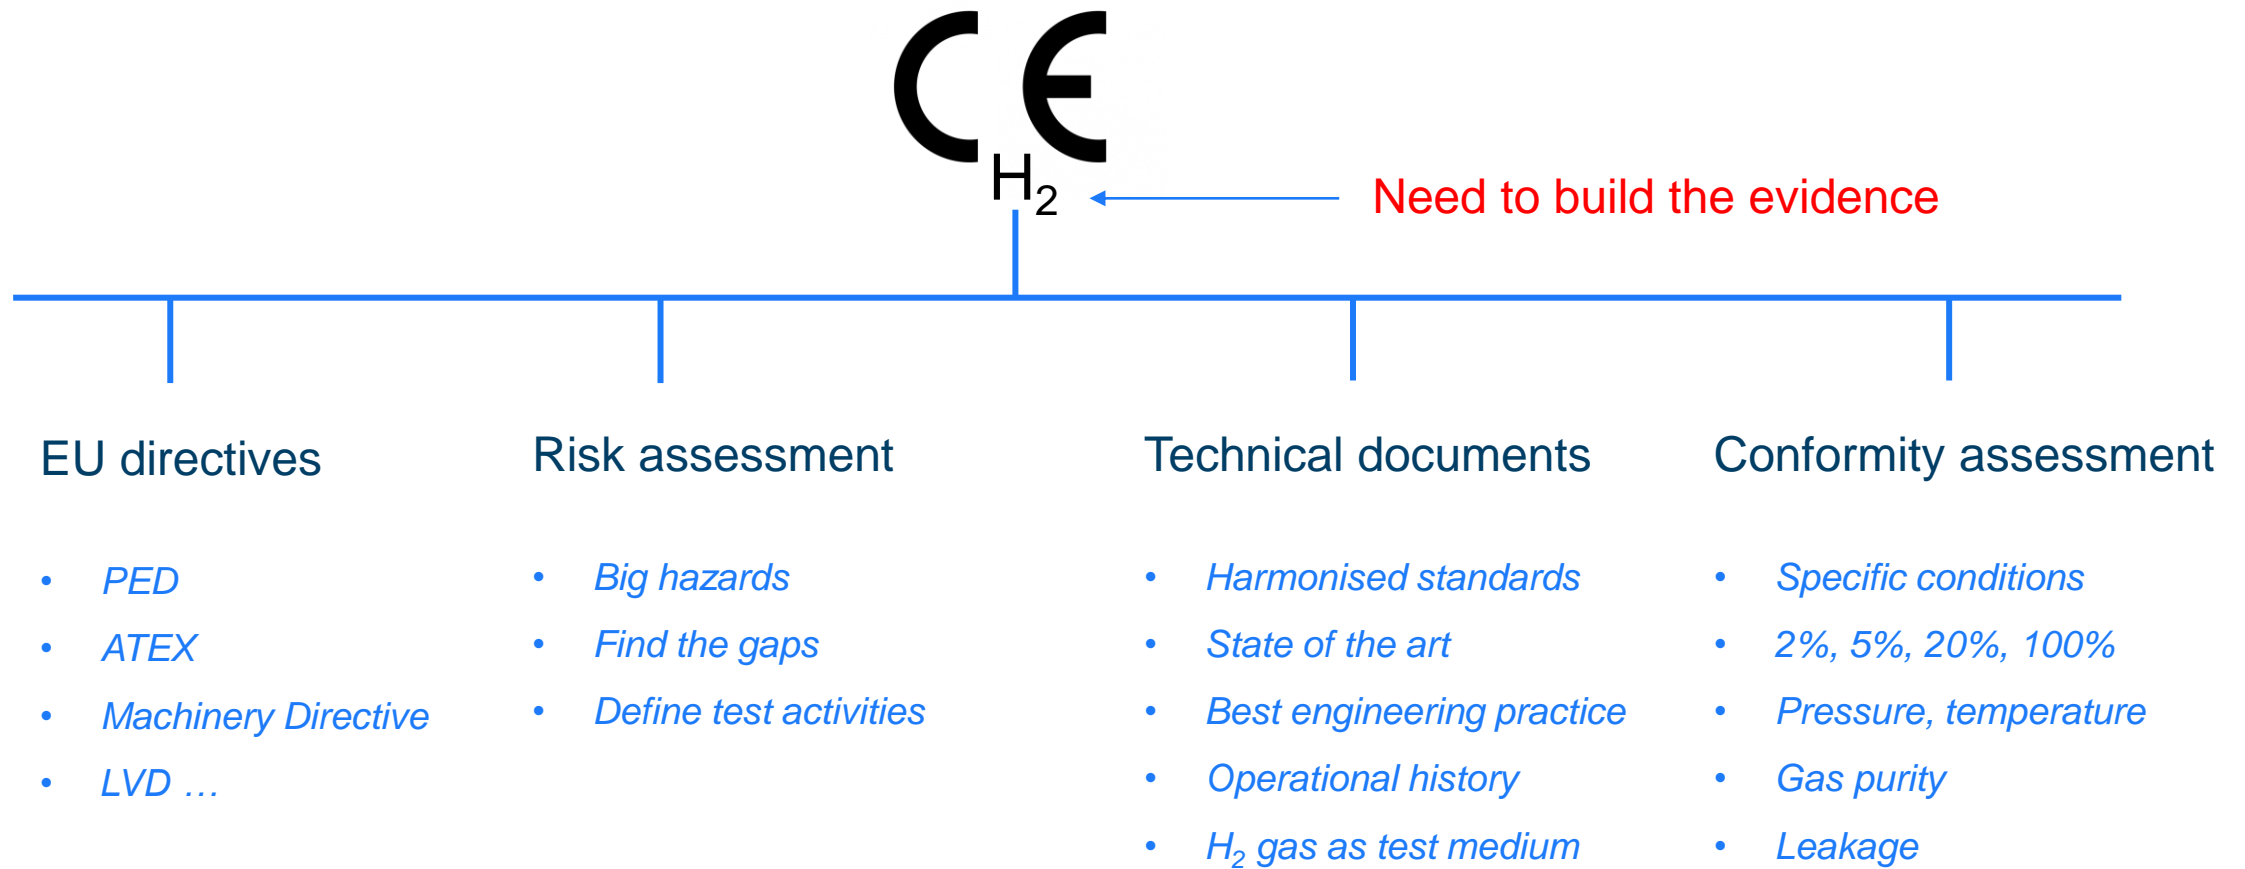 CE
H₂
Need to build the evidence
EU directives
• PED
• ATEX
• Machinery Directive
• LVD …
Risk assessment
• Big hazards
• Find the gaps
• Define test activities
Technical documents
• Harmonised standards
• State of the art
• Best engineering practice
• Operational history
• H₂ gas as test medium
Conformity assessment
• Specific conditions
• 2%, 5%, 20%, 100%
• Pressure, temperature
• Gas purity
• Leakage